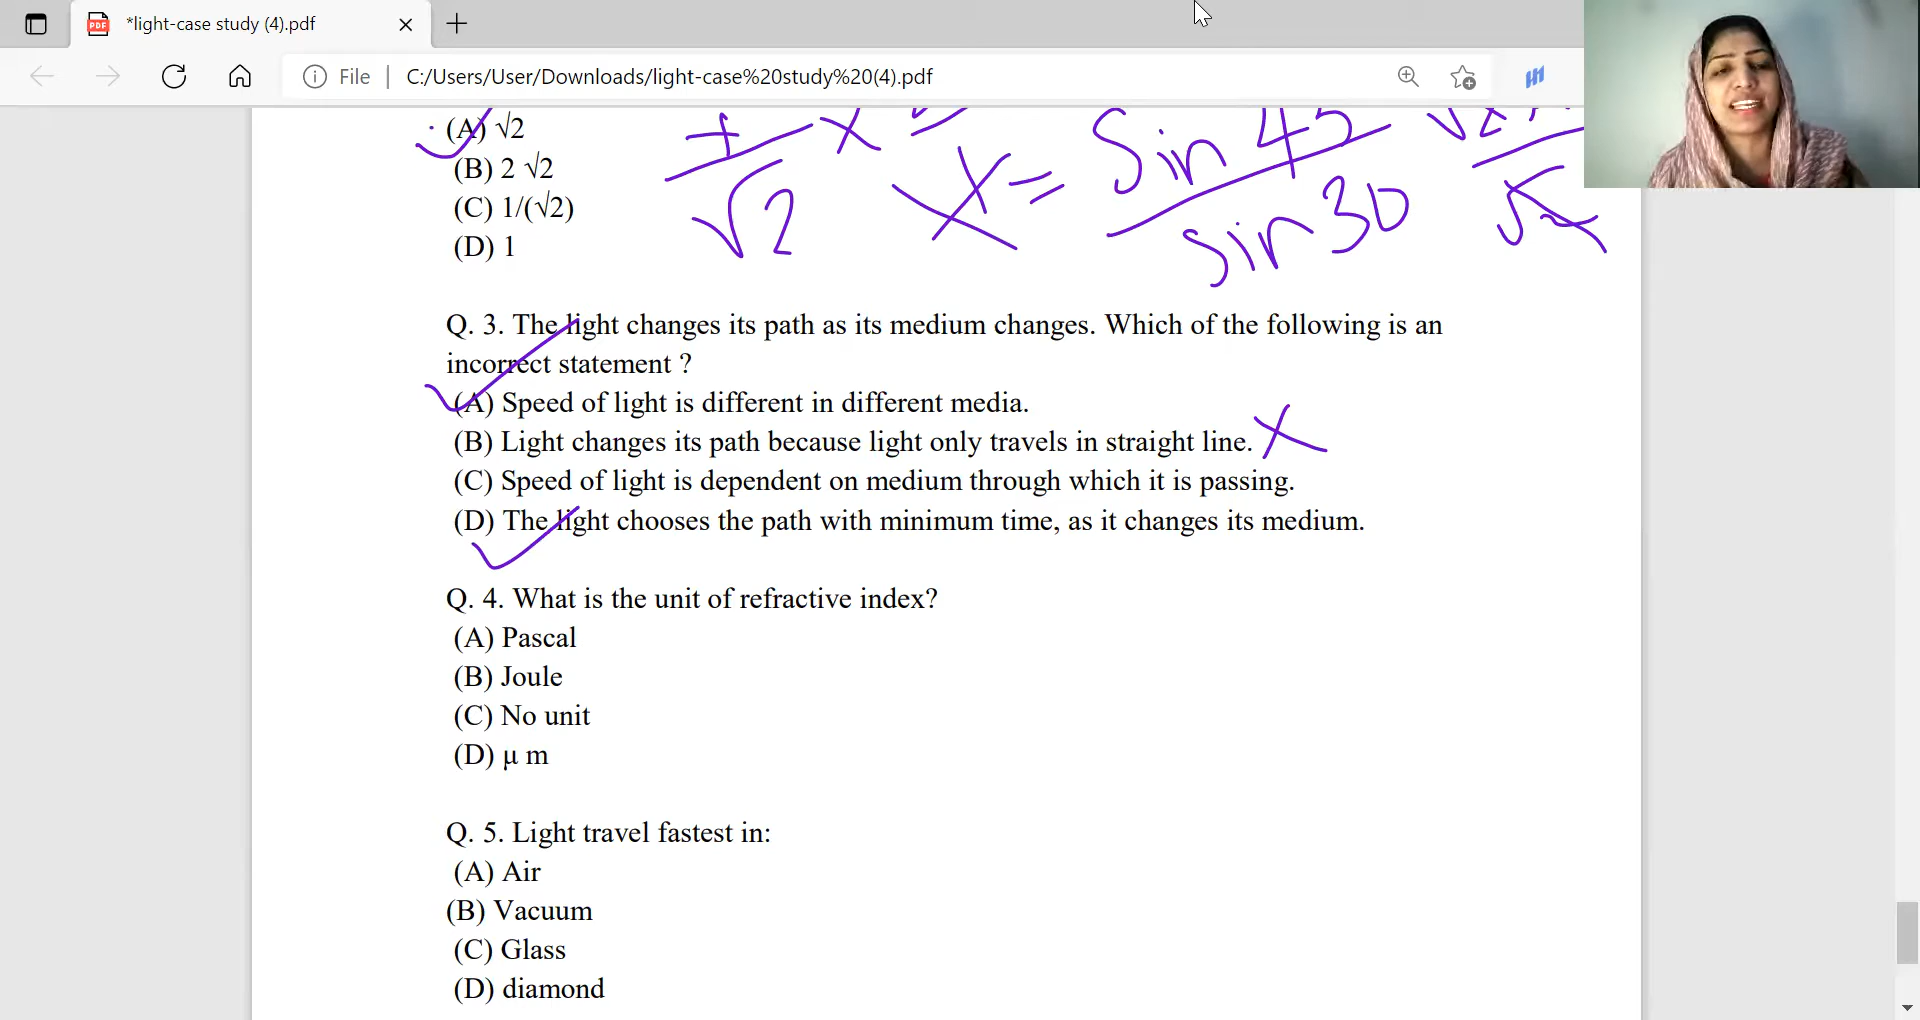 *light-case study (4).pdf
File | C:/Users/User/Downloads/light-case%20study%20(4).pdf
(A) √2
(B) 2 √2
(C) 1/(√2)
(D) 1
√2
x = Sin 45
sin 30
Q. 3. The light changes its path as its medium changes. Which of the following is an
incorrect statement ?
(A) Speed of light is different in different media.
(B) Light changes its path because light only travels in straight line.
(C) Speed of light is dependent on medium through which it is passing.
(D) The light chooses the path with minimum time, as it changes its medium.
Q. 4. What is the unit of refractive index?
(A) Pascal
(B) Joule
(C) No unit
(D) μ m
Q. 5. Light travel fastest in:
(A) Air
(B) Vacuum
(C) Glass
(D) diamond